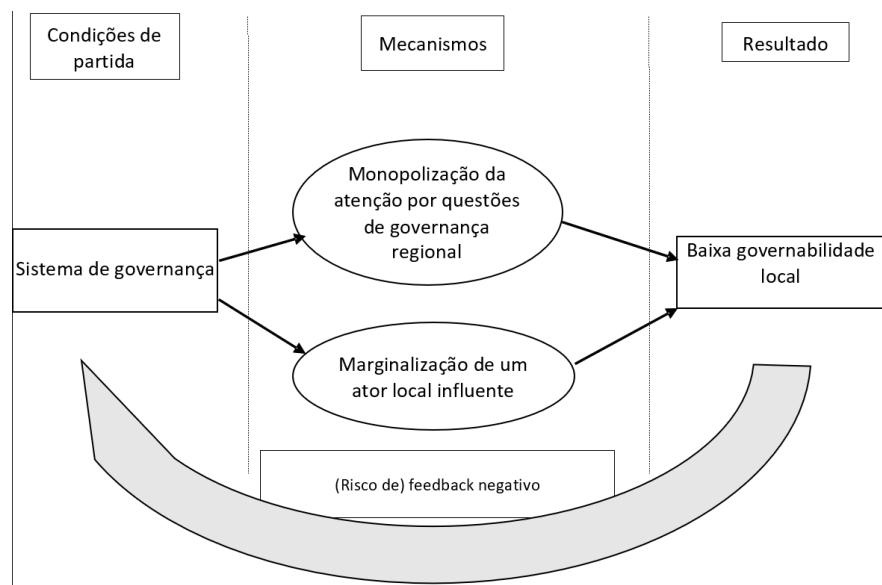 Condições de
partida
Mecanismos
Resultado
Monopolização da
atenção por questões
de governança
regional
Sistema de governança
Baixa governabilidade
local
Marginalização de um
ator local influente
(Risco de) feedback negativo